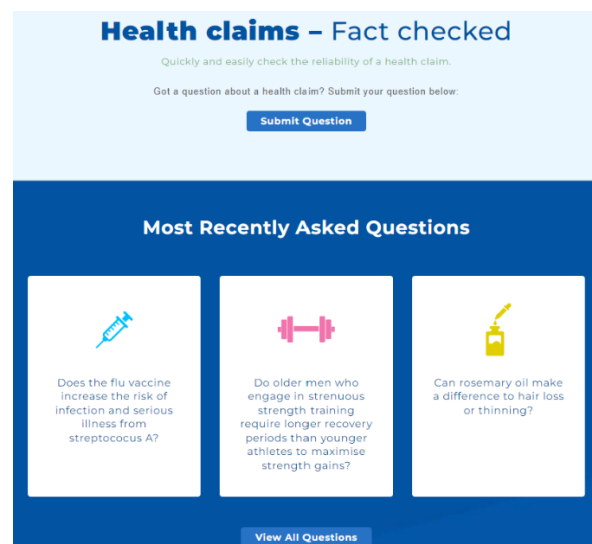 Health claims – Fact checked
Quickly and easily check the reliability of a health claim.
Got a question about a health claim? Submit your question below:
Submit Question
Most Recently Asked Questions
Does the flu vaccine
increase the risk of
infection and serious
illness from
streptococus A?
Do older men who
engage in strenuous
strength training
require longer recovery
periods than younger
athletes to maximise
strength gains?
Can rosemary oil make
a difference to hair loss
or thinning?
View All Questions